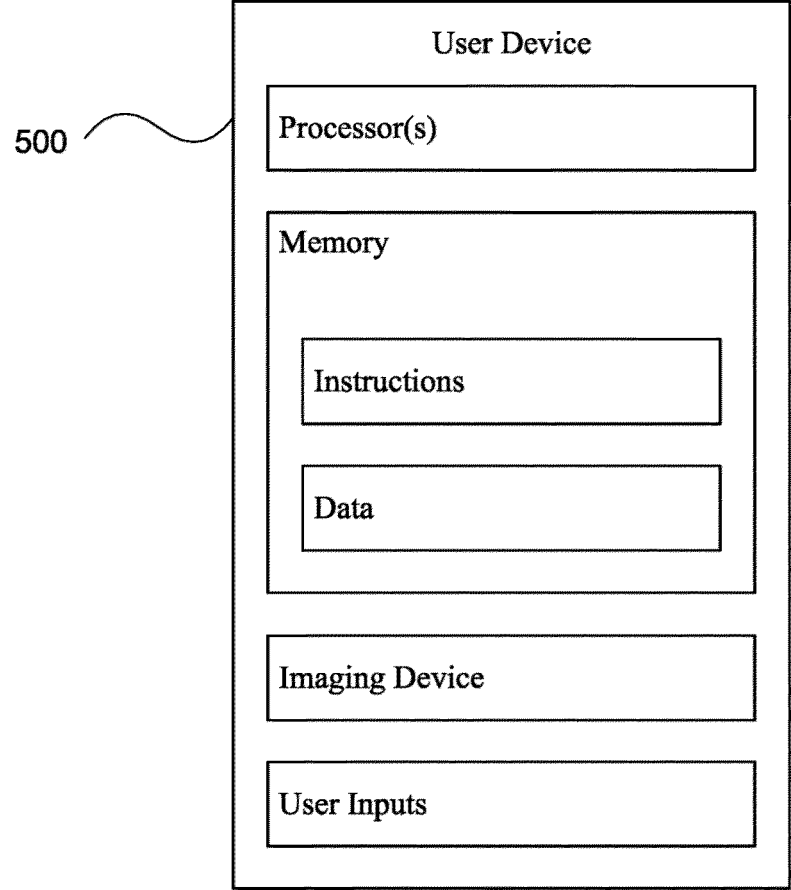 User Device
500
Processor(s)
Memory
Instructions
Data
Imaging Device
User Inputs